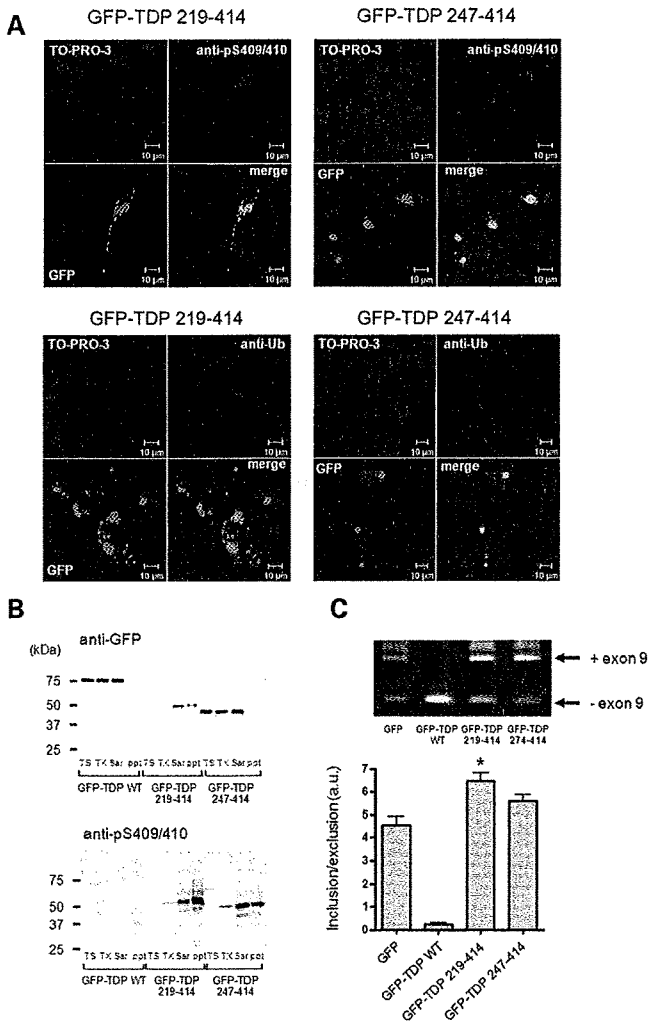 A
GFP-TDP 219-414
GFP-TDP 247-414
TO-PRO-3
anti-pS409/410
TO-PRO-3
anti-pS409/410
10 µm
10 µm
10 µm
10 µm
GFP
merge
GFP
merge
10 µm
10 µm
10 µm
10 µm
GFP-TDP 219-414
GFP-TDP 247-414
TO-PRO-3
anti-Ub
TO-PRO-3
anti-Ub
10 µm
10 µm
10 µm
10 µm
GFP
merge
GFP
merge
10 µm
10 µm
10 µm
10 µm
B
anti-GFP
(kDa)
75
50
37
25
TS TX Sar ppt TS TX Sar ppt TS TX Sar ppt
GFP-TDP WT
GFP-TDP
219-414
GFP-TDP
247-414
anti-pS409/410
75
50
37
25
TS TX Sar ppt TS TX Sar ppt TS TX Sar ppt
GFP-TDP WT
GFP-TDP
219-414
GFP-TDP
247-414
C
+ exon 9
- exon 9
GFP
GFP-TDP
WT
GFP-TDP
219-414
GFP-TDP
274-414
Inclusion/exclusion (a.u.)
7
6
5
4
3
2
1
0
*
GFP
GFP-TDP WT
GFP-TDP 219-414
GFP-TDP 247-414